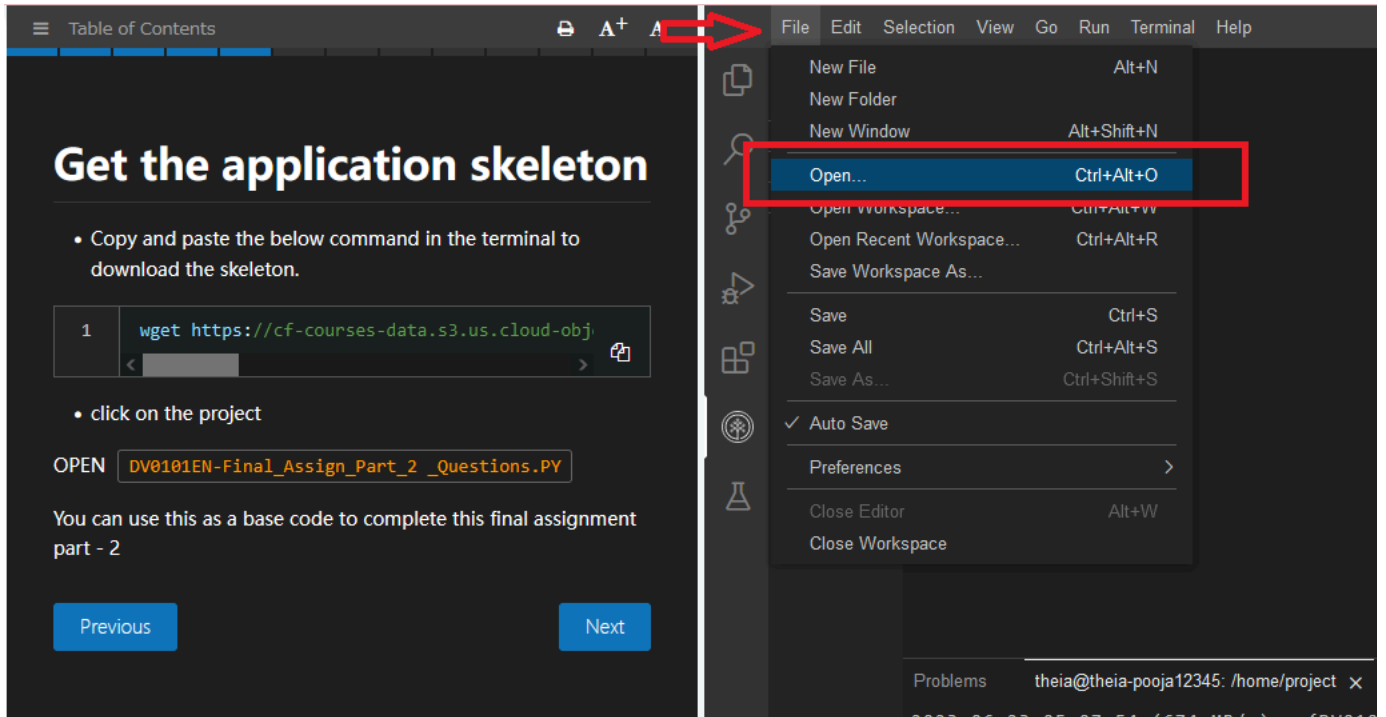 Table of Contents
A+
A
Get the application skeleton
• Copy and paste the below command in the terminal to
download the skeleton.
1 wget https://cf-courses-data.s3.us.cloud-obj
• click on the project
OPEN DV0101EN-Final_Assign_Part_2 _Questions.PY
You can use this as a base code to complete this final assignment
part - 2
Previous
Next
File Edit Selection View Go Run Terminal Help
New File Alt+N
New Folder
New Window Alt+Shift+N
Open... Ctrl+Alt+O
Open Workspace... Ctrl+Alt+W
Open Recent Workspace... Ctrl+Alt+R
Save Workspace As...
Save Ctrl+S
Save All Ctrl+Alt+S
Save As... Ctrl+Shift+S
Auto Save
Preferences
Close Editor Alt+W
Close Workspace
Problems theia@theia-pooja12345: /home/project